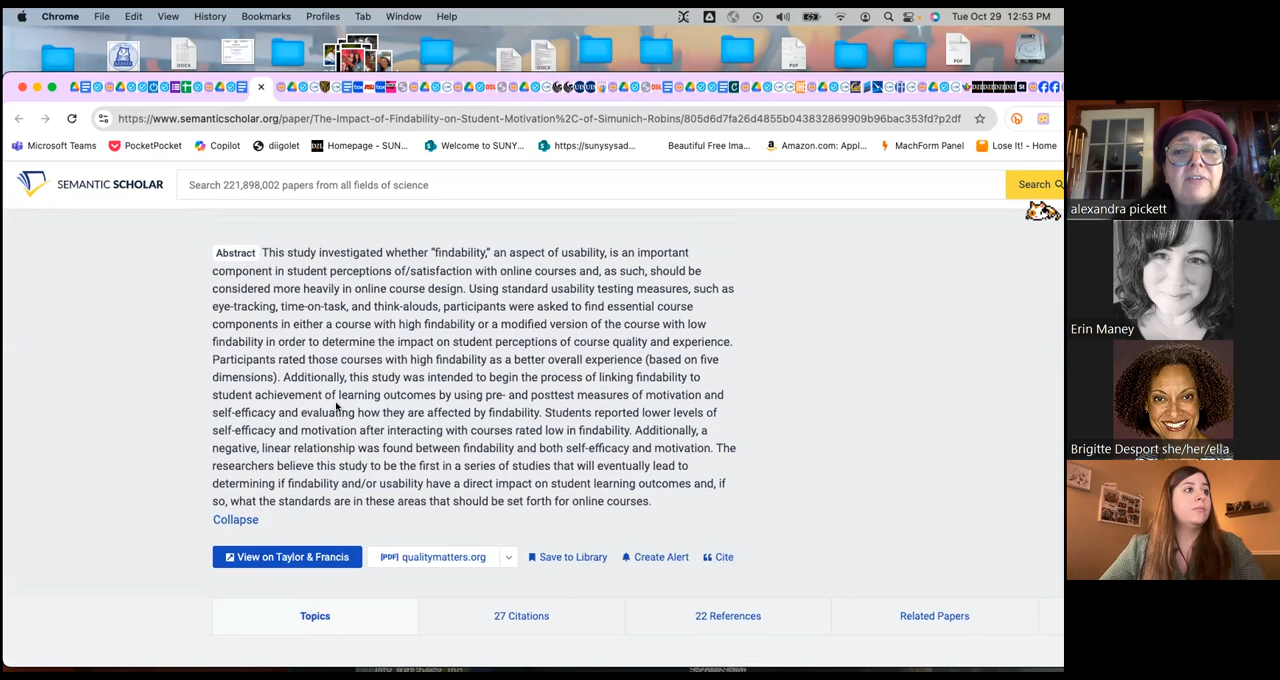 Chrome File Edit View History Bookmarks Profiles Tab Window Help Tue Oct 29 12:53 PM
DOCX DOCX PDF PDF
https://www.semanticscholar.org/paper/The-Impact-of-Findability-on-Student-Motivation%2C-of-Simunich-Robins/805d6d7fa26d4855b043832869909b96bac353fd?p2df
Microsoft Teams PocketPocket Copilot diigolet Homepage - SUN... Welcome to SUNY... https://sunysysad... Beautiful Free Ima... Amazon.com: Appl... MachForm Panel Lose It! - Home
SEMANTIC SCHOLAR Search 221,898,002 papers from all fields of science Search
Abstract This study investigated whether “findability,” an aspect of usability, is an important
component in student perceptions of/satisfaction with online courses and, as such, should be
considered more heavily in online course design. Using standard usability testing measures, such as
eye-tracking, time-on-task, and think-alouds, participants were asked to find essential course
components in either a course with high findability or a modified version of the course with low
findability in order to determine the impact on student perceptions of course quality and experience.
Participants rated those courses with high findability as a better overall experience (based on five
dimensions). Additionally, this study was intended to begin the process of linking findability to
student achievement of learning outcomes by using pre- and posttest measures of motivation and
self-efficacy and evaluating how they are affected by findability. Students reported lower levels of
self-efficacy and motivation after interacting with courses rated low in findability. Additionally, a
negative, linear relationship was found between findability and both self-efficacy and motivation. The
researchers believe this study to be the first in a series of studies that will eventually lead to
determining if findability and/or usability have a direct impact on student learning outcomes and, if
so, what the standards are in these areas that should be set forth for online courses.
Collapse
View on Taylor & Francis [PDF] qualitymatters.org Save to Library Create Alert Cite
Topics 27 Citations 22 References Related Papers
alexandra pickett
Erin Maney
Brigitte Desport she/her/ella